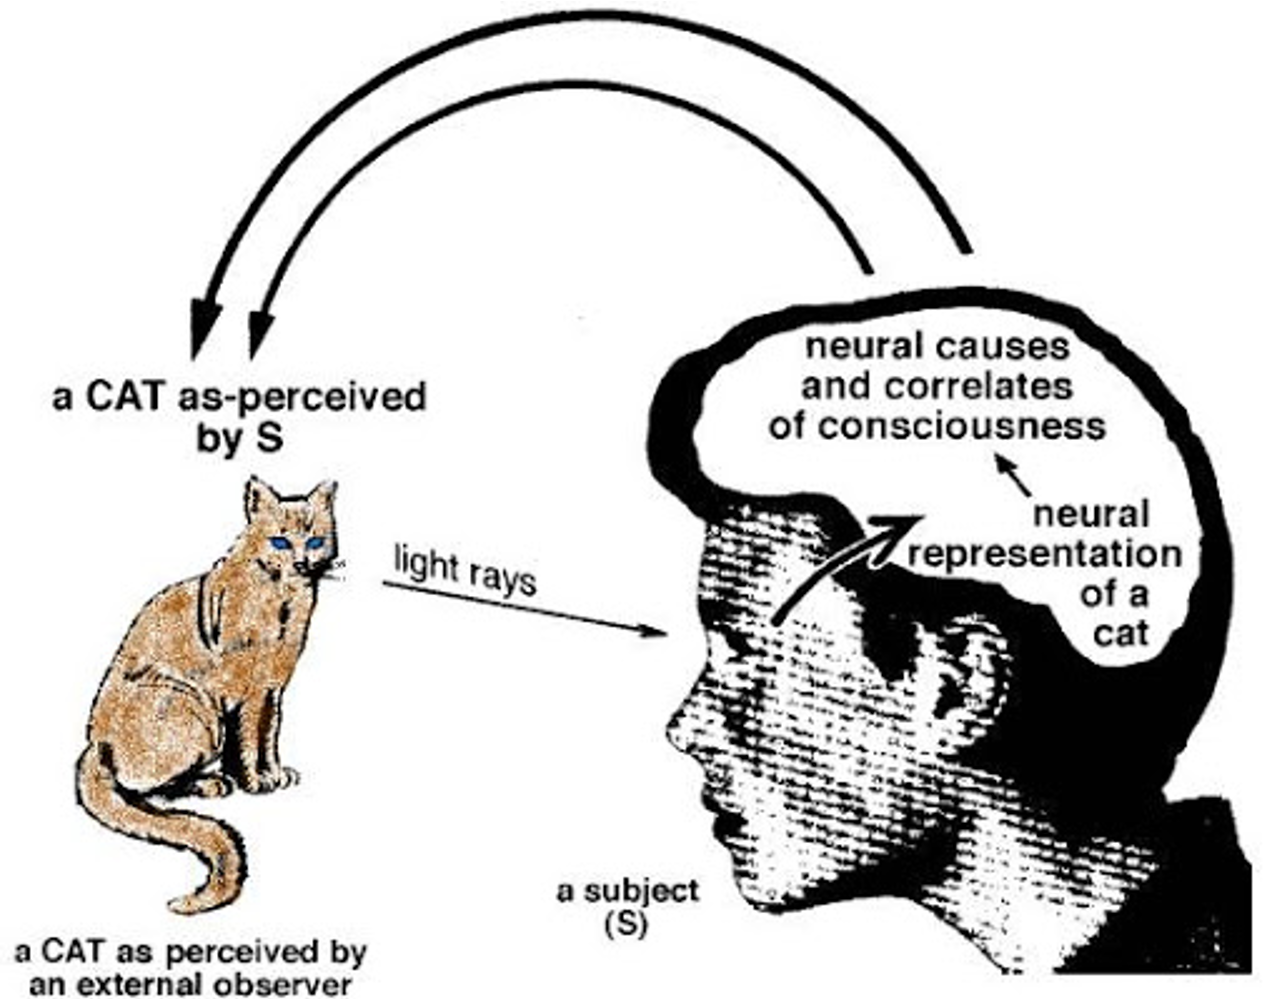 a CAT as-perceived
by S
light rays
neural causes
and correlates
of consciousness
neural
representation
of a
cat
a subject
(S)
a CAT as perceived by
an external observer